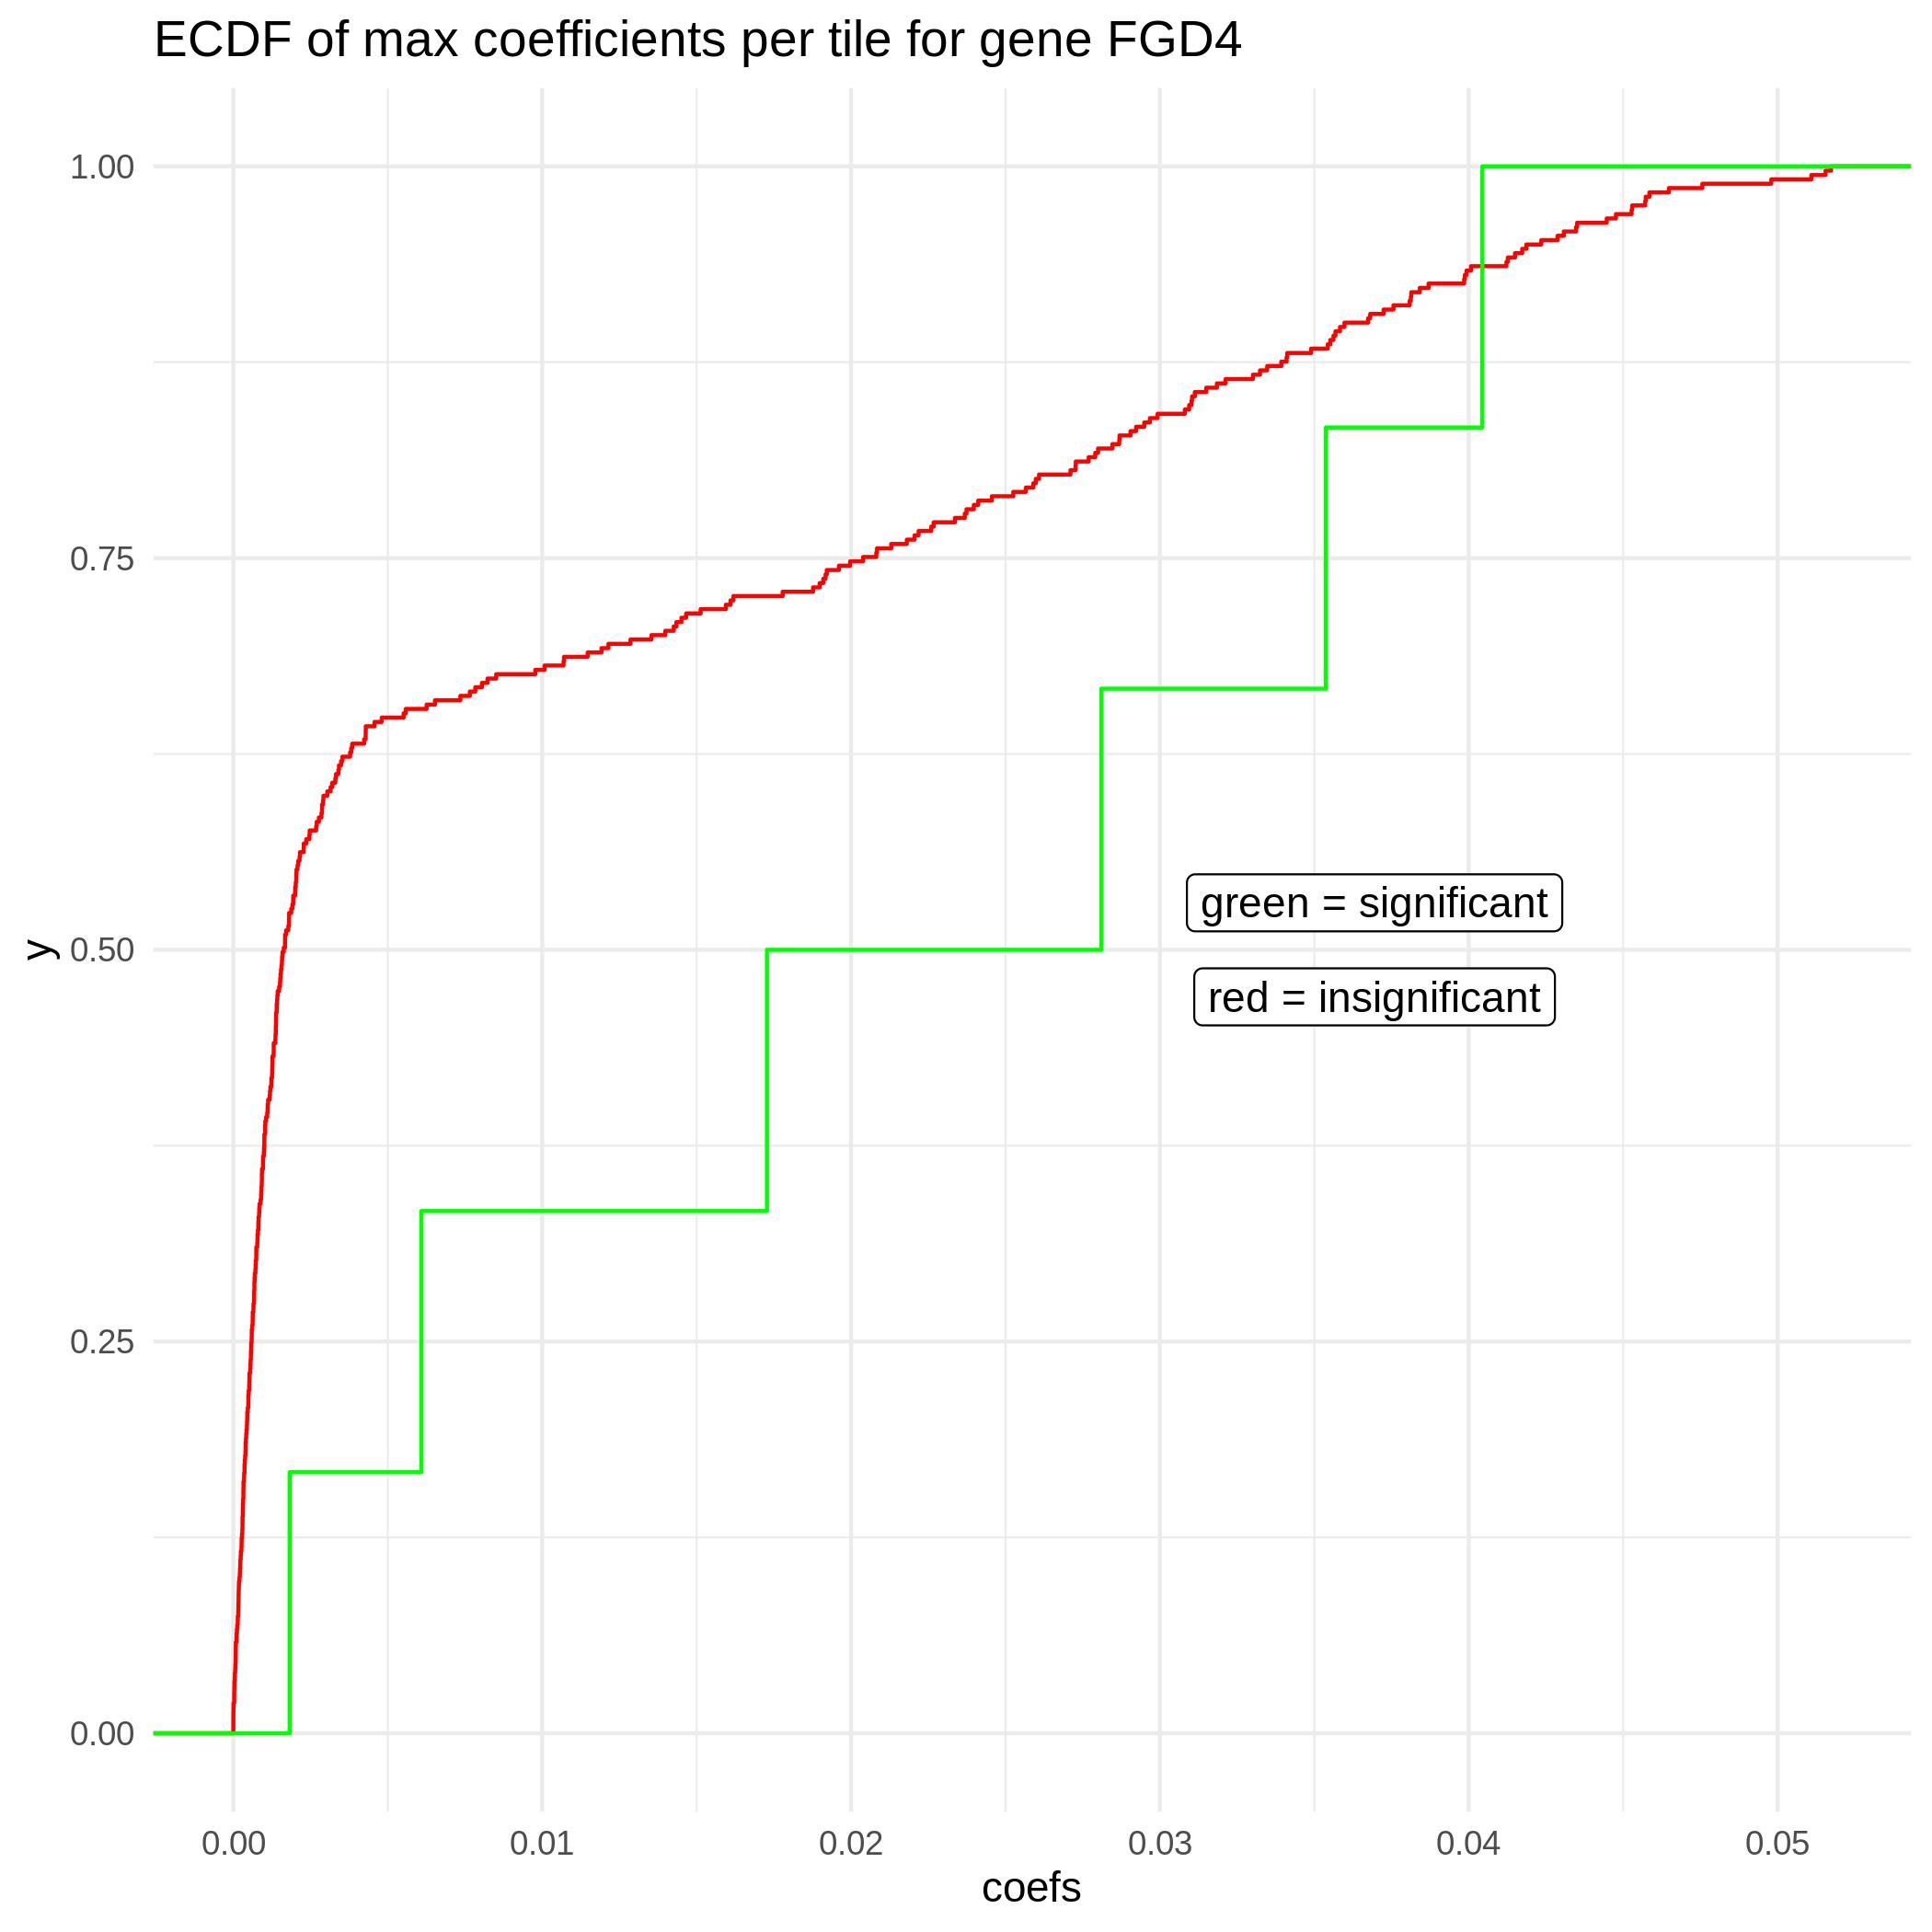 ECDF of max coefficients per tile for gene FGD4
1.00
0.75
0.50
0.25
0.00
y
green = significant
red = insignificant
0.00 0.01 0.02 0.03 0.04 0.05
coefs